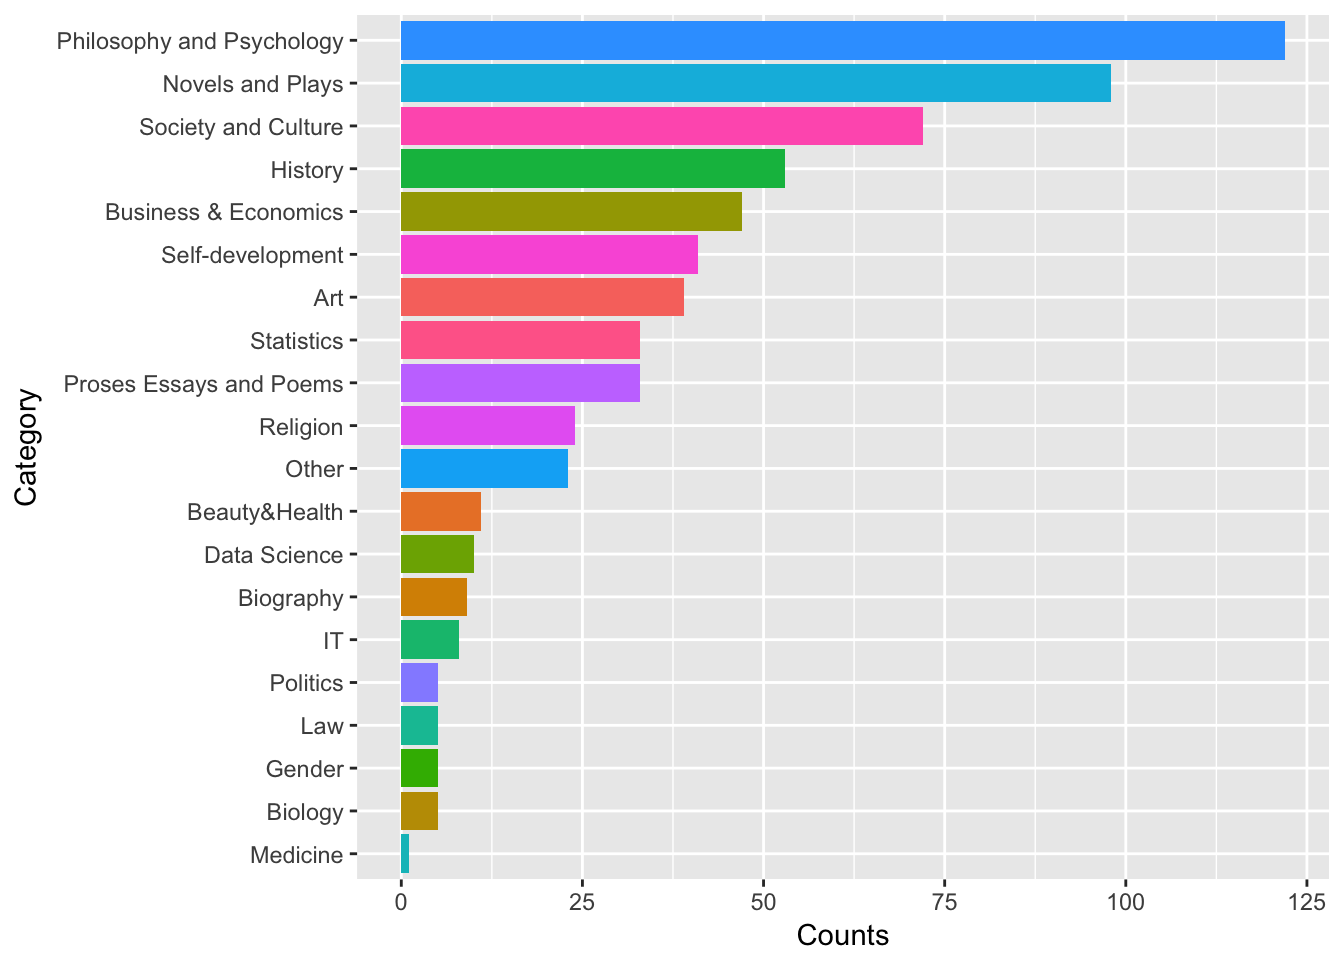 Philosophy and Psychology
Novels and Plays
Society and Culture
History
Business & Economics
Self-development
Art
Statistics
Proses Essays and Poems
Religion
Other
Beauty&Health
Data Science
Biography
IT
Politics
Law
Gender
Biology
Medicine
Category
0 25 50 75 100 125
Counts